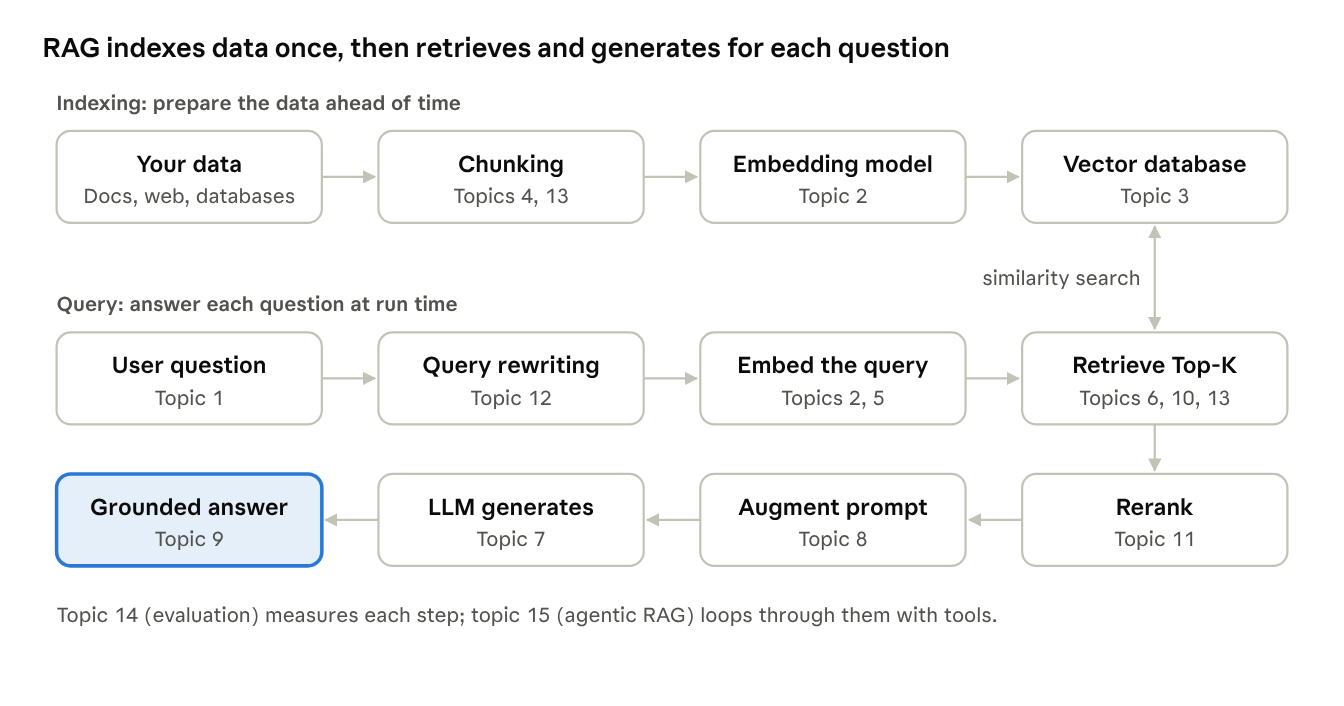 RAG indexes data once, then retrieves and generates for each question
Indexing: prepare the data ahead of time
Your data
Docs, web, databases
Chunking
Topics 4, 13
Embedding model
Topic 2
Vector database
Topic 3
similarity search
Query: answer each question at run time
User question
Topic 1
Query rewriting
Topic 12
Embed the query
Topics 2, 5
Retrieve Top-K
Topics 6, 10, 13
Grounded answer
Topic 9
LLM generates
Topic 7
Augment prompt
Topic 8
Rerank
Topic 11
Topic 14 (evaluation) measures each step; topic 15 (agentic RAG) loops through them with tools.